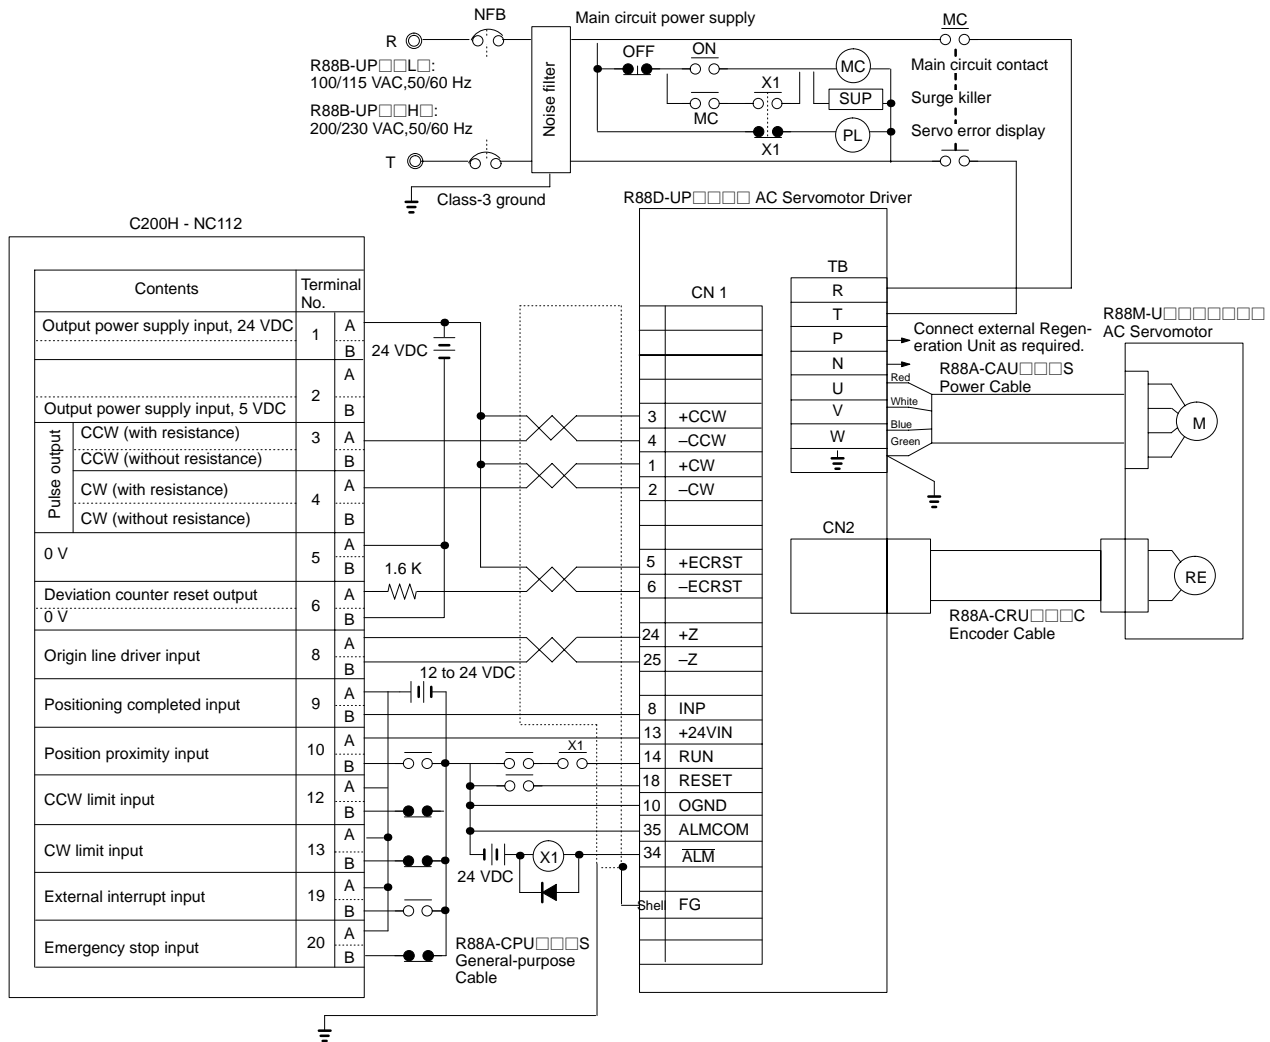 NFB
Main circuit power supply
MC
R
OFF
ON
R88B-UP□□L□:
100/115 VAC,50/60 Hz
MC
Main circuit contact
Noise filter
X1
SUP
Surge killer
R88B-UP□□H□:
200/230 VAC,50/60 Hz
MC
PL
Servo error display
X1
T
Class-3 ground
R88D-UP□□□□ AC Servomotor Driver
C200H - NC112
TB
Contents
Terminal
No.
CN 1
R
T
P
N
U
V
W
Connect external Regen-
eration Unit as required.
R88M-U□□□□□□□
AC Servomotor
R88A-CAU□□□S
Power Cable
Red
White
Blue
Green
M
Output power supply input, 24 VDC
1
A
B
24 VDC
2
A
Output power supply input, 5 VDC
B
Pulse output
CCW (with resistance)
3
A
CCW (without resistance)
B
CW (with resistance)
4
A
CW (without resistance)
B
0 V
5
A
B
1.6 K
Deviation counter reset output
6
A
0 V
B
Origin line driver input
8
A
B
12 to 24 VDC
Positioning completed input
9
A
B
Position proximity input
10
A
B
X1
CCW limit input
12
A
B
CW limit input
13
A
B
24 VDC
X1
External interrupt input
19
A
B
Emergency stop input
20
A
B
R88A-CPU□□□S
General-purpose
Cable
3 +CCW
4 –CCW
1 +CW
2 –CW
5 +ECRST
6 –ECRST
24 +Z
25 –Z
8 INP
13 +24VIN
14 RUN
18 RESET
10 OGND
35 ALMCOM
34 ALM
Shell FG
CN2
RE
R88A-CRU□□□C
Encoder Cable